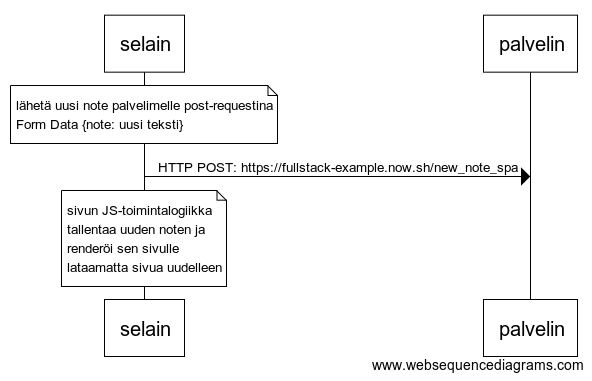 selain
palvelin
lähetä uusi note palvelimelle post-requestina
Form Data {note: uusi teksti}
HTTP POST: https://fullstack-example.now.sh/new_note_spa
sivun JS-toimintalogiikka
tallentaa uuden noten ja
renderöi sen sivulle
lataamatta sivua uudelleen
selain
palvelin
www.websequencediagrams.com